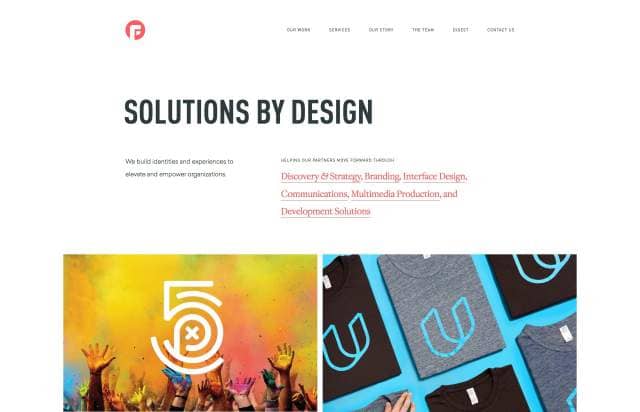 OUR WORK SERVICES OUR STORY THE TEAM DIGEST CONTACT US
SOLUTIONS BY DESIGN
We build identities and experiences to
elevate and empower organizations.
HELPING OUR PARTNERS MOVE FORWARD THROUGH
Discovery & Strategy, Branding, Interface Design,
Communications, Multimedia Production, and
Development Solutions
5